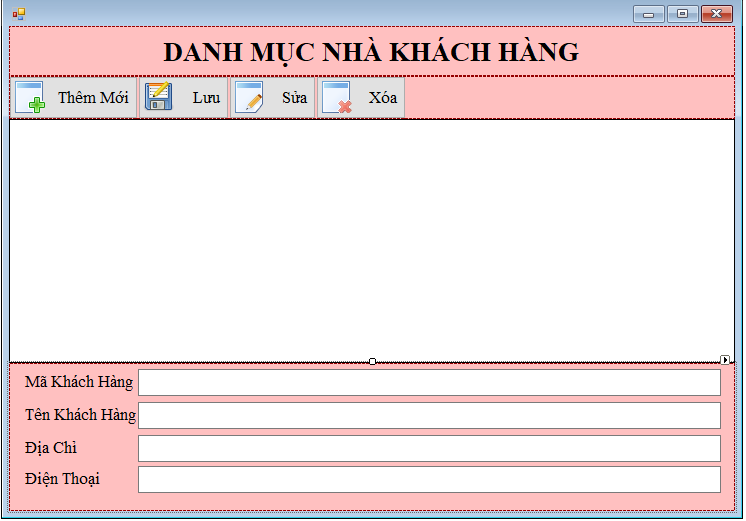 DANH MỤC NHÀ KHÁCH HÀNG
Thêm Mới Lưu Sửa Xóa
Mã Khách Hàng
Tên Khách Hàng
Địa Chỉ
Điện Thoại